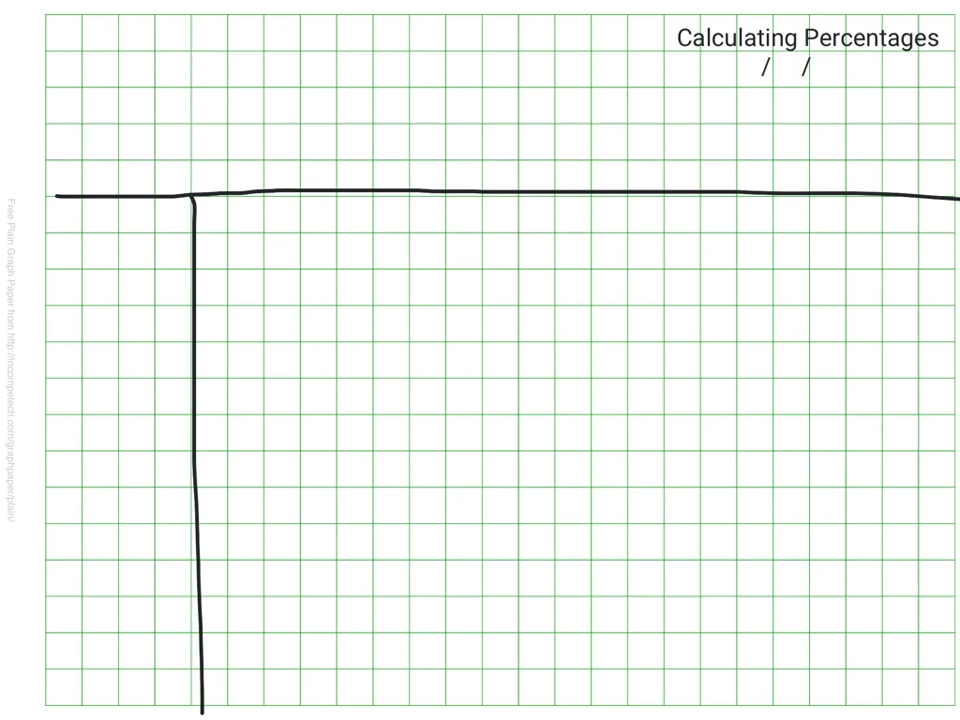 Calculating Percentages
/ /
Free Plain Graph Paper from http://incompetech.com/graphpaper/plain/